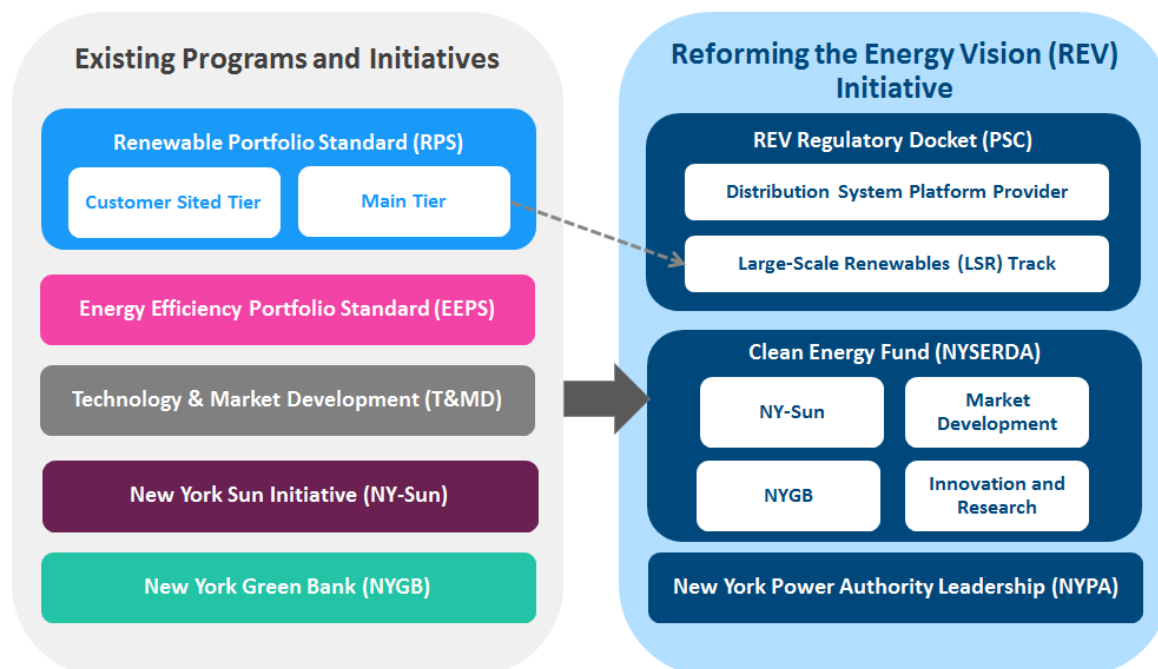 Existing Programs and Initiatives
Renewable Portfolio Standard (RPS)
Customer Sited Tier
Main Tier
Energy Efficiency Portfolio Standard (EEPS)
Technology & Market Development (T&MD)
New York Sun Initiative (NY-Sun)
New York Green Bank (NYGB)
Reforming the Energy Vision (REV)
Initiative
REV Regulatory Docket (PSC)
Distribution System Platform Provider
Large-Scale Renewables (LSR) Track
Clean Energy Fund (NYSERDA)
NY-Sun
Market
Development
NYGB
Innovation and
Research
New York Power Authority Leadership (NYPA)